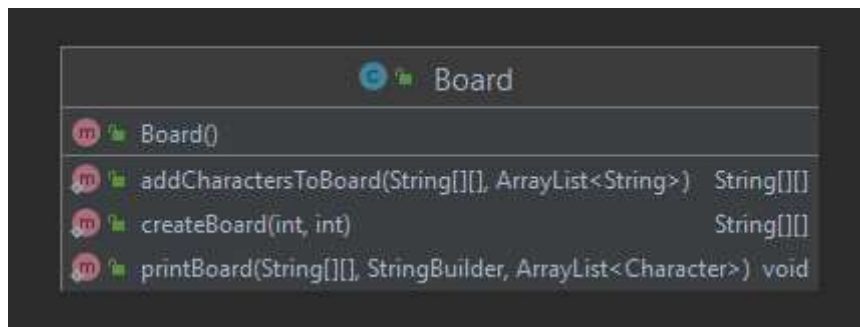 Board
Board()
addCharactersToBoard(String[][], ArrayList<String>) String[][]
createBoard(int, int) String[][]
printBoard(String[][], StringBuilder, ArrayList<Character>) void